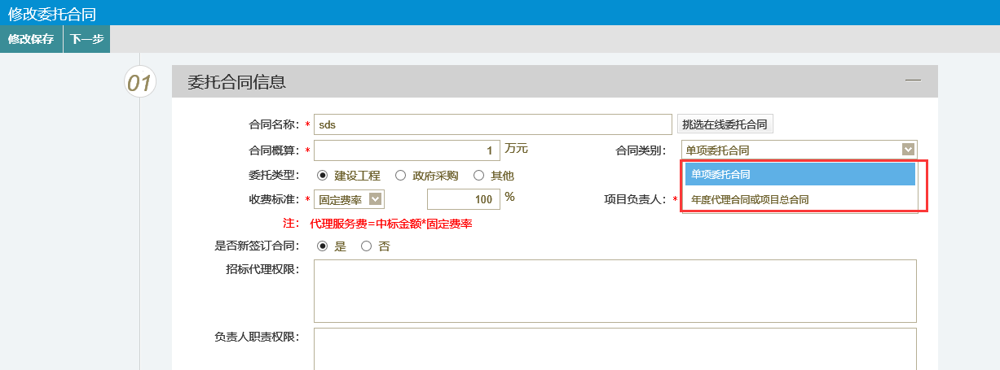 修改委托合同
修改保存 下一步
01 委托合同信息
合同名称： * sds 挑选在线委托合同
合同概算： * 1 万元 合同类别： 单项委托合同
单项委托合同
委托类型： 建设工程 政府采购 其他
收费标准： * 固定费率 100 % 项目负责人： * 年度代理合同或项目总合同
注： 代理服务费=中标金额*固定费率
是否新签订合同： 是 否
招标代理权限：
负责人职责权限：